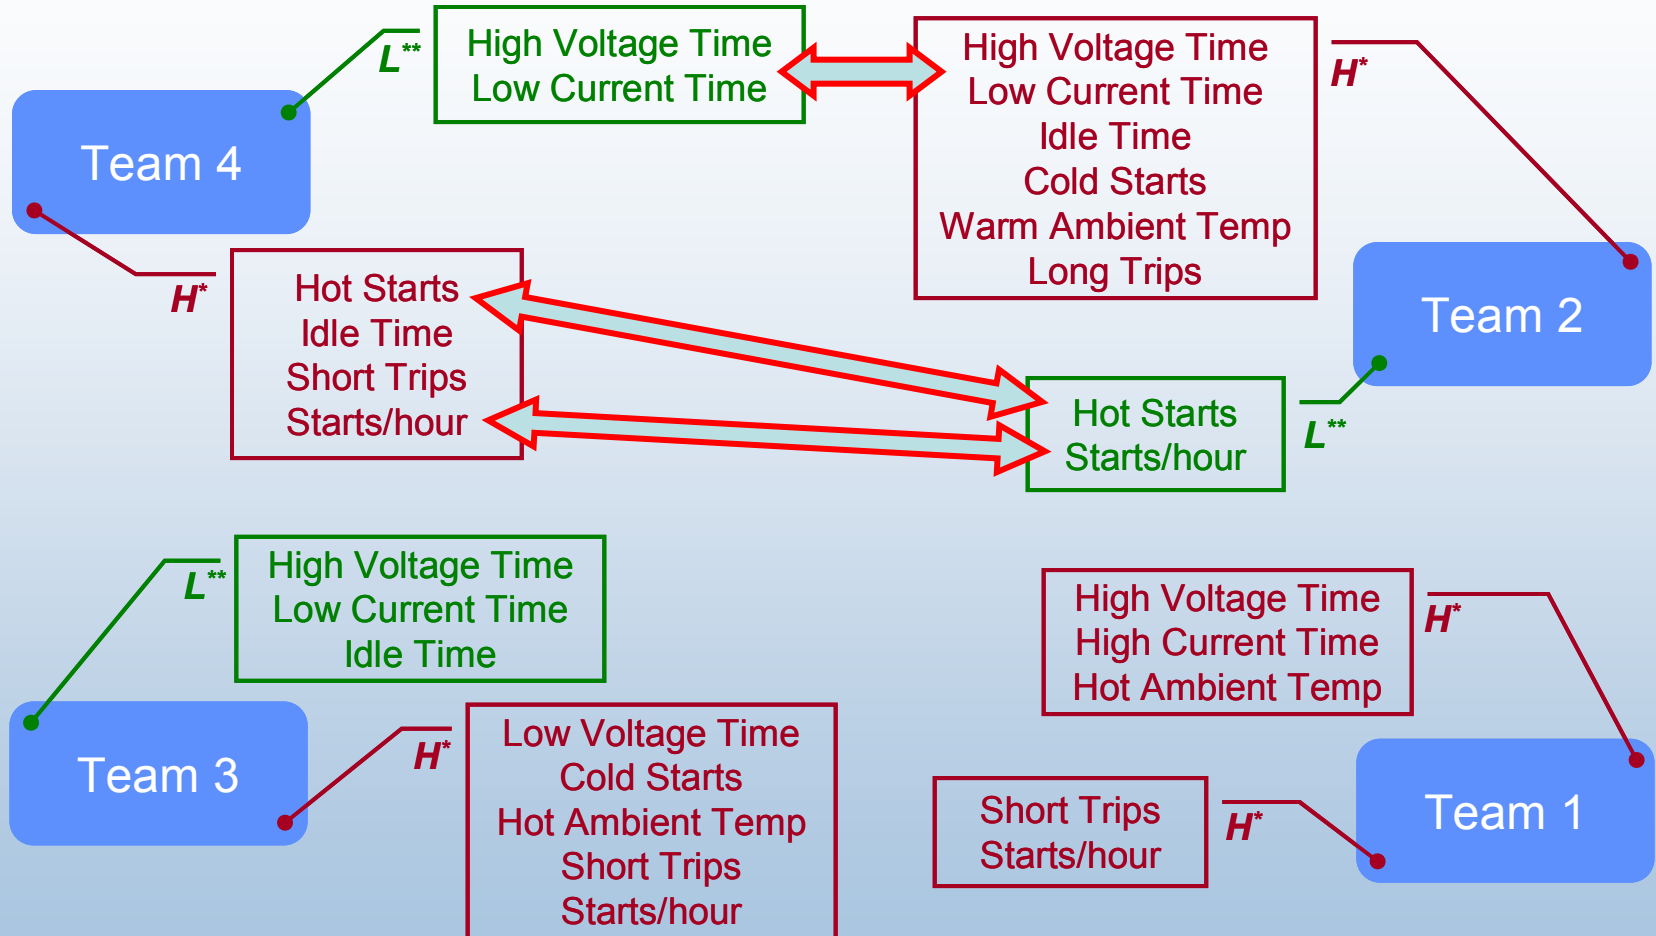 L**
High Voltage Time
Low Current Time
Team 4
H*
Hot Starts
Idle Time
Short Trips
Starts/hour
High Voltage Time
Low Current Time
Idle Time
Cold Starts
Warm Ambient Temp
Long Trips
H*
Team 2
Hot Starts
Starts/hour
L**
L**
High Voltage Time
Low Current Time
Idle Time
Team 3
H*
Low Voltage Time
Cold Starts
Hot Ambient Temp
Short Trips
Starts/hour
High Voltage Time
High Current Time
Hot Ambient Temp
H*
Team 1
Short Trips
Starts/hour
H*